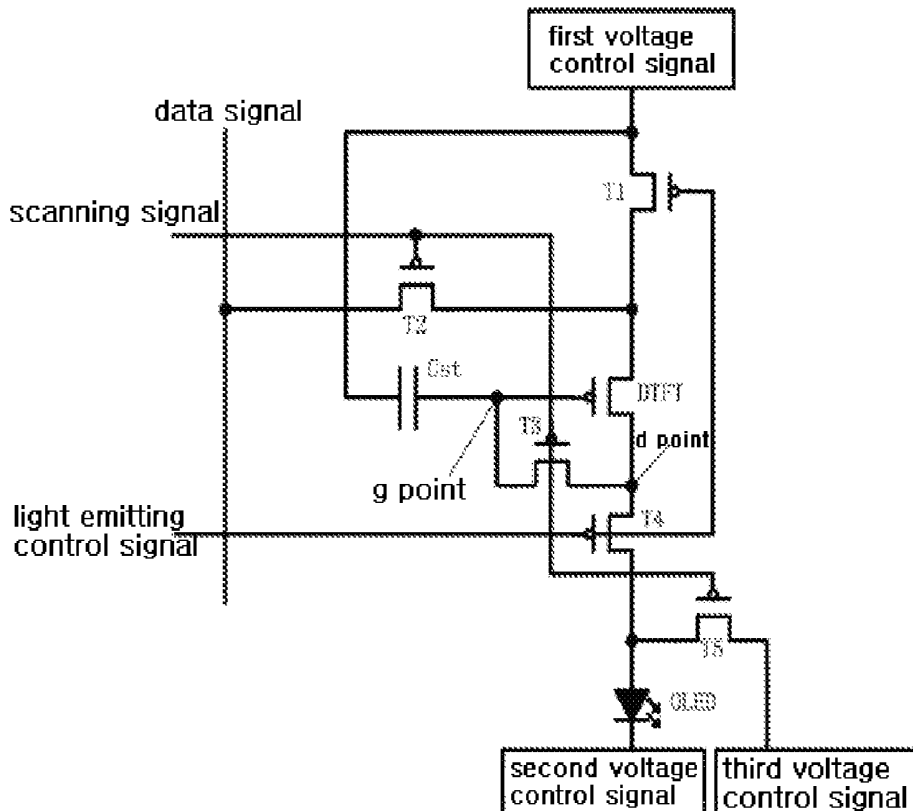 first voltage
control signal
data signal
T1
scanning signal
T2
Cst
DTFT
T3
d point
g point
light emitting
control signal
T4
T5
OLED
second voltage
control signal
third voltage
control signal